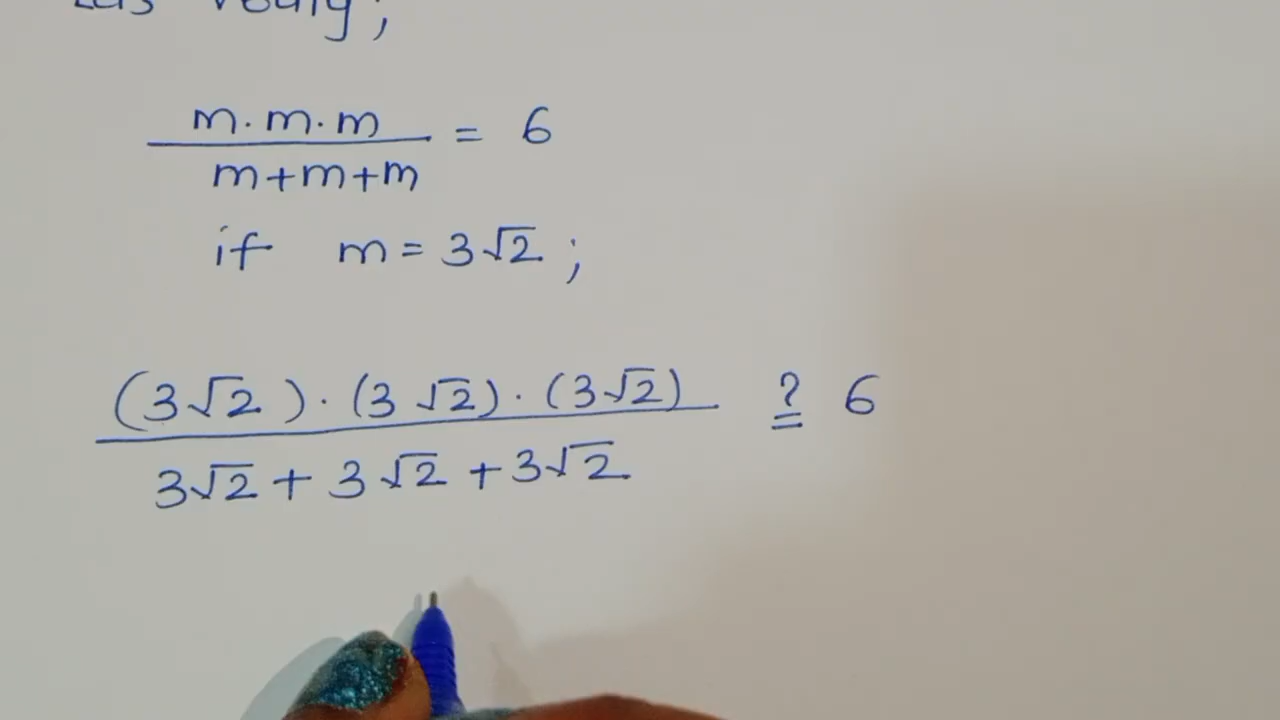 m·m·m
――― = 6
m+m+m
if m = 3√2 ;
(3√2)·(3√2)·(3√2)
――― ≟ 6
3√2 + 3√2 + 3√2